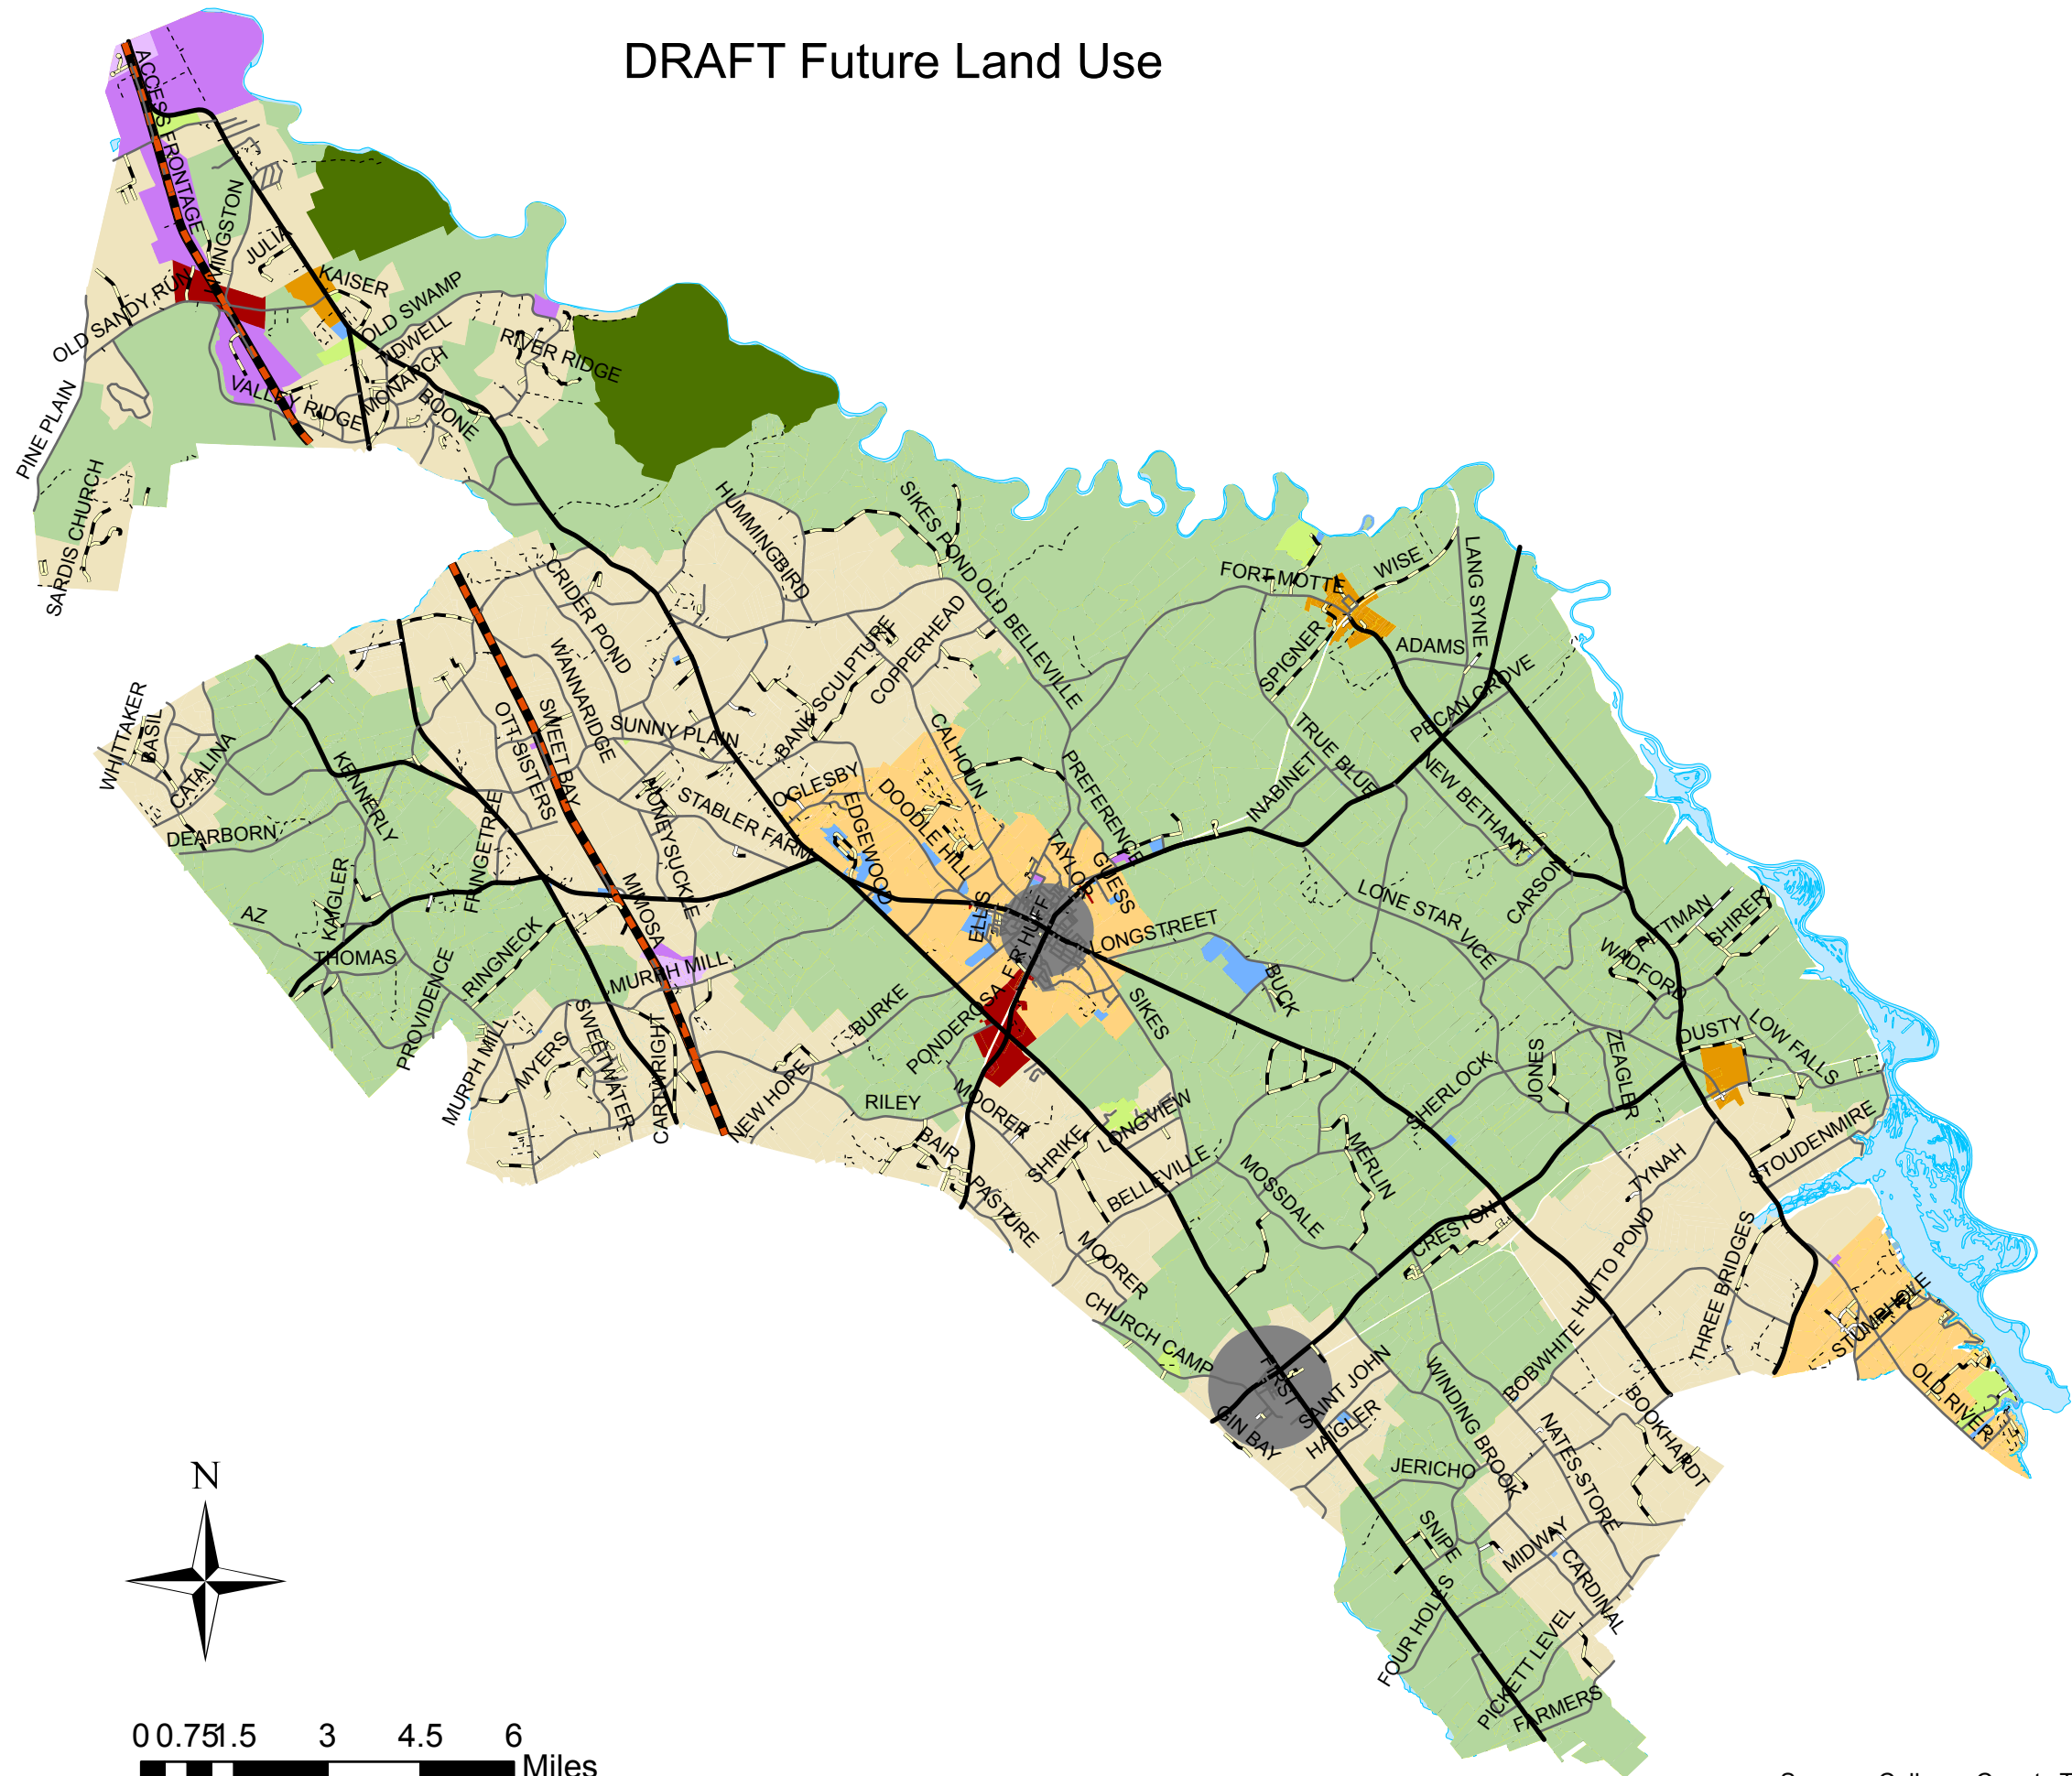 DRAFT Future Land Use
ACCESS FRONTAGE
JULIA
KAISER
OLD SANDY RUN
OLD SWAMP
TIDWELL
RIVER RIDGE
MONARCH
VALLEY RIDGE
BOONE
PINE PLAIN
SARDIS CHURCH
HUMMINGBIRD
SIKES POND
OLD BELLEVILLE
CRIDER POND
FORT MOTTE
WISE
LANG SYNE
SPIGNER
ADAMS
PECAN GROVE
COPPERHEAD
BANK SCULPTURE
WANNARIDGE
SUNNY PLAIN
SWEET BAY
OTT SISTERS
WHITTAKER
BASIL
CATALINA
KENNERLY
DEARBORN
CALHOUN
PREFERENCE
TRUE BLUE
INABINET
NEW BETHANY
OGLESBY
DOODLE HILL
EDGEWOOD
STABLER FARM
HONEYSUCKLE
FRINGETREE
TAYLOR
GUESS
CARSON
LONE STAR
VICE
KAIGLER
AZ
THOMAS
RINGNECK
PROVIDENCE
MIMOSA
MURPH MILL
ELLIS
F R HUFF
LONGSTREET
BUCK
PITTMAN
SHIRER
WADFORD
BURKE
PONDEROSA
SIKES
DUSTY
LOW FALLS
MURPH MILL
MYERS
SWEETWATER
CARTWRIGHT
NEW HOPE
RILEY
MOORER
BAIR
PASTURE
SHRIKE
LONGVIEW
BELLEVILLE
MOSSDALE
MERLIN
SHERLOCK
JONES
ZEAGLER
STOUDENMIRE
TYNAH
CRESTON
HUTTO POND
THREE BRIDGES
MOORER
CHURCH CAMP
FIRST
SAINT JOHN
HAIGLER
GIN BAY
WINDING BROOK
BOBWHITE
BOOKHARDT
NATES STORE
OLD RIVER
JERICHO
SNIPE
MIDWAY
CARDINAL
FOUR HOLES
PICKETT LEVEL
FARMERS
N
0 0.75 1.5 3 4.5 6
Miles